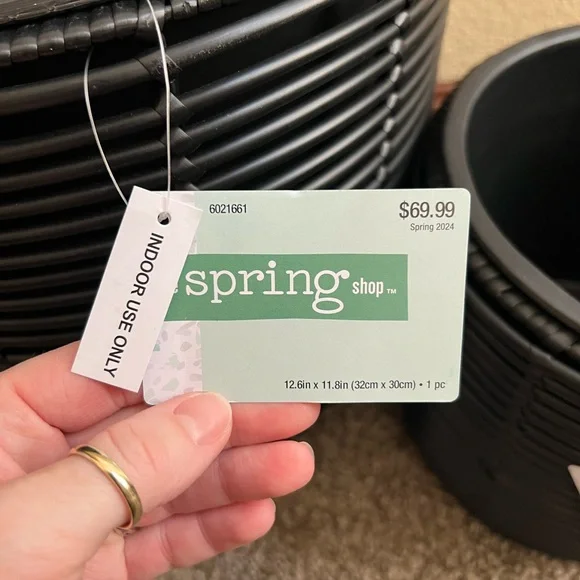 6021661
$69.99
Spring 2024
spring shop™
12.6in x 11.8in (32cm x 30cm) • 1 pc
INDOOR USE ONLY